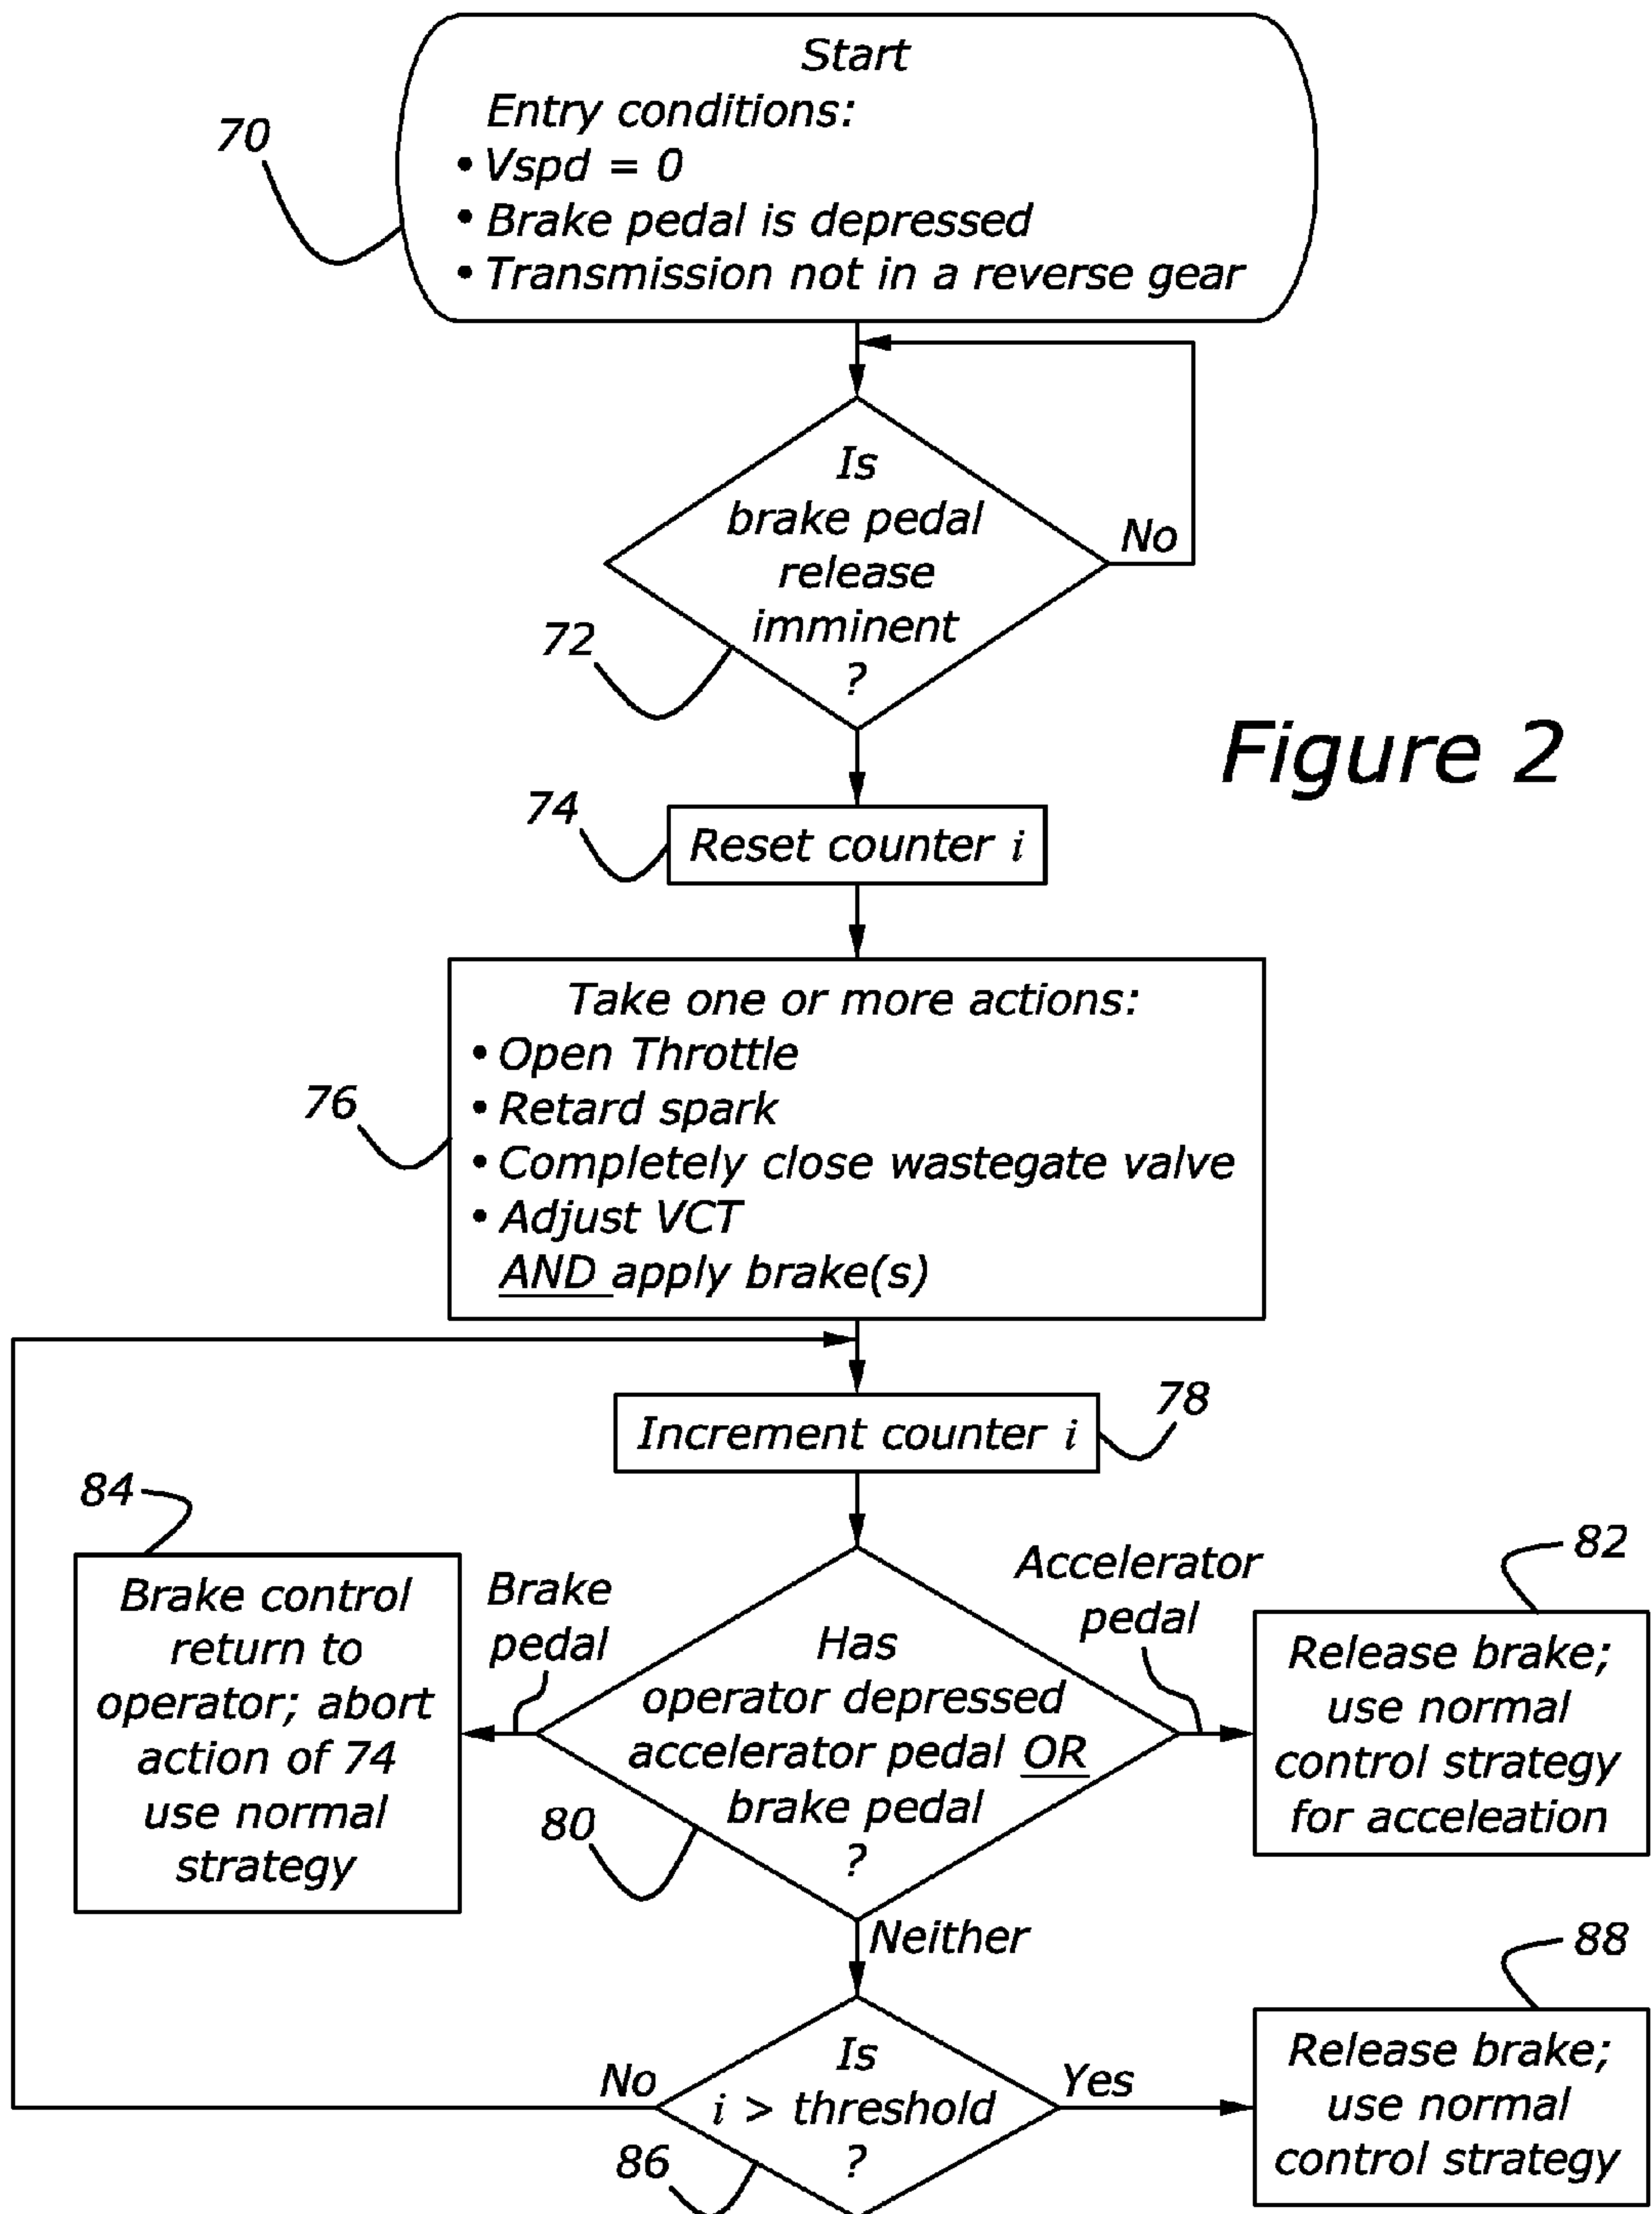 Start
Entry conditions:
• Vspd = 0
• Brake pedal is depressed
• Transmission not in a reverse gear
70
Is
brake pedal
release
imminent
?
No
72
Figure 2
74
Reset counter i
Take one or more actions:
• Open Throttle
• Retard spark
• Completely close wastegate valve
• Adjust VCT
AND apply brake(s)
76
Increment counter i
78
84
Brake control
return to
operator; abort
action of 74
use normal
strategy
Brake
pedal
Has
operator depressed
accelerator pedal OR
brake pedal
?
80
Accelerator
pedal
82
Release brake;
use normal
control strategy
for acceleation
Neither
Is
i > threshold
?
86
No
Yes
88
Release brake;
use normal
control strategy